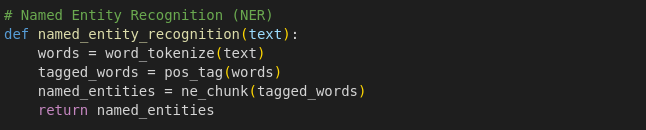 # Named Entity Recognition (NER)
def named_entity_recognition(text):
    words = word_tokenize(text)
    tagged_words = pos_tag(words)
    named_entities = ne_chunk(tagged_words)
    return named_entities